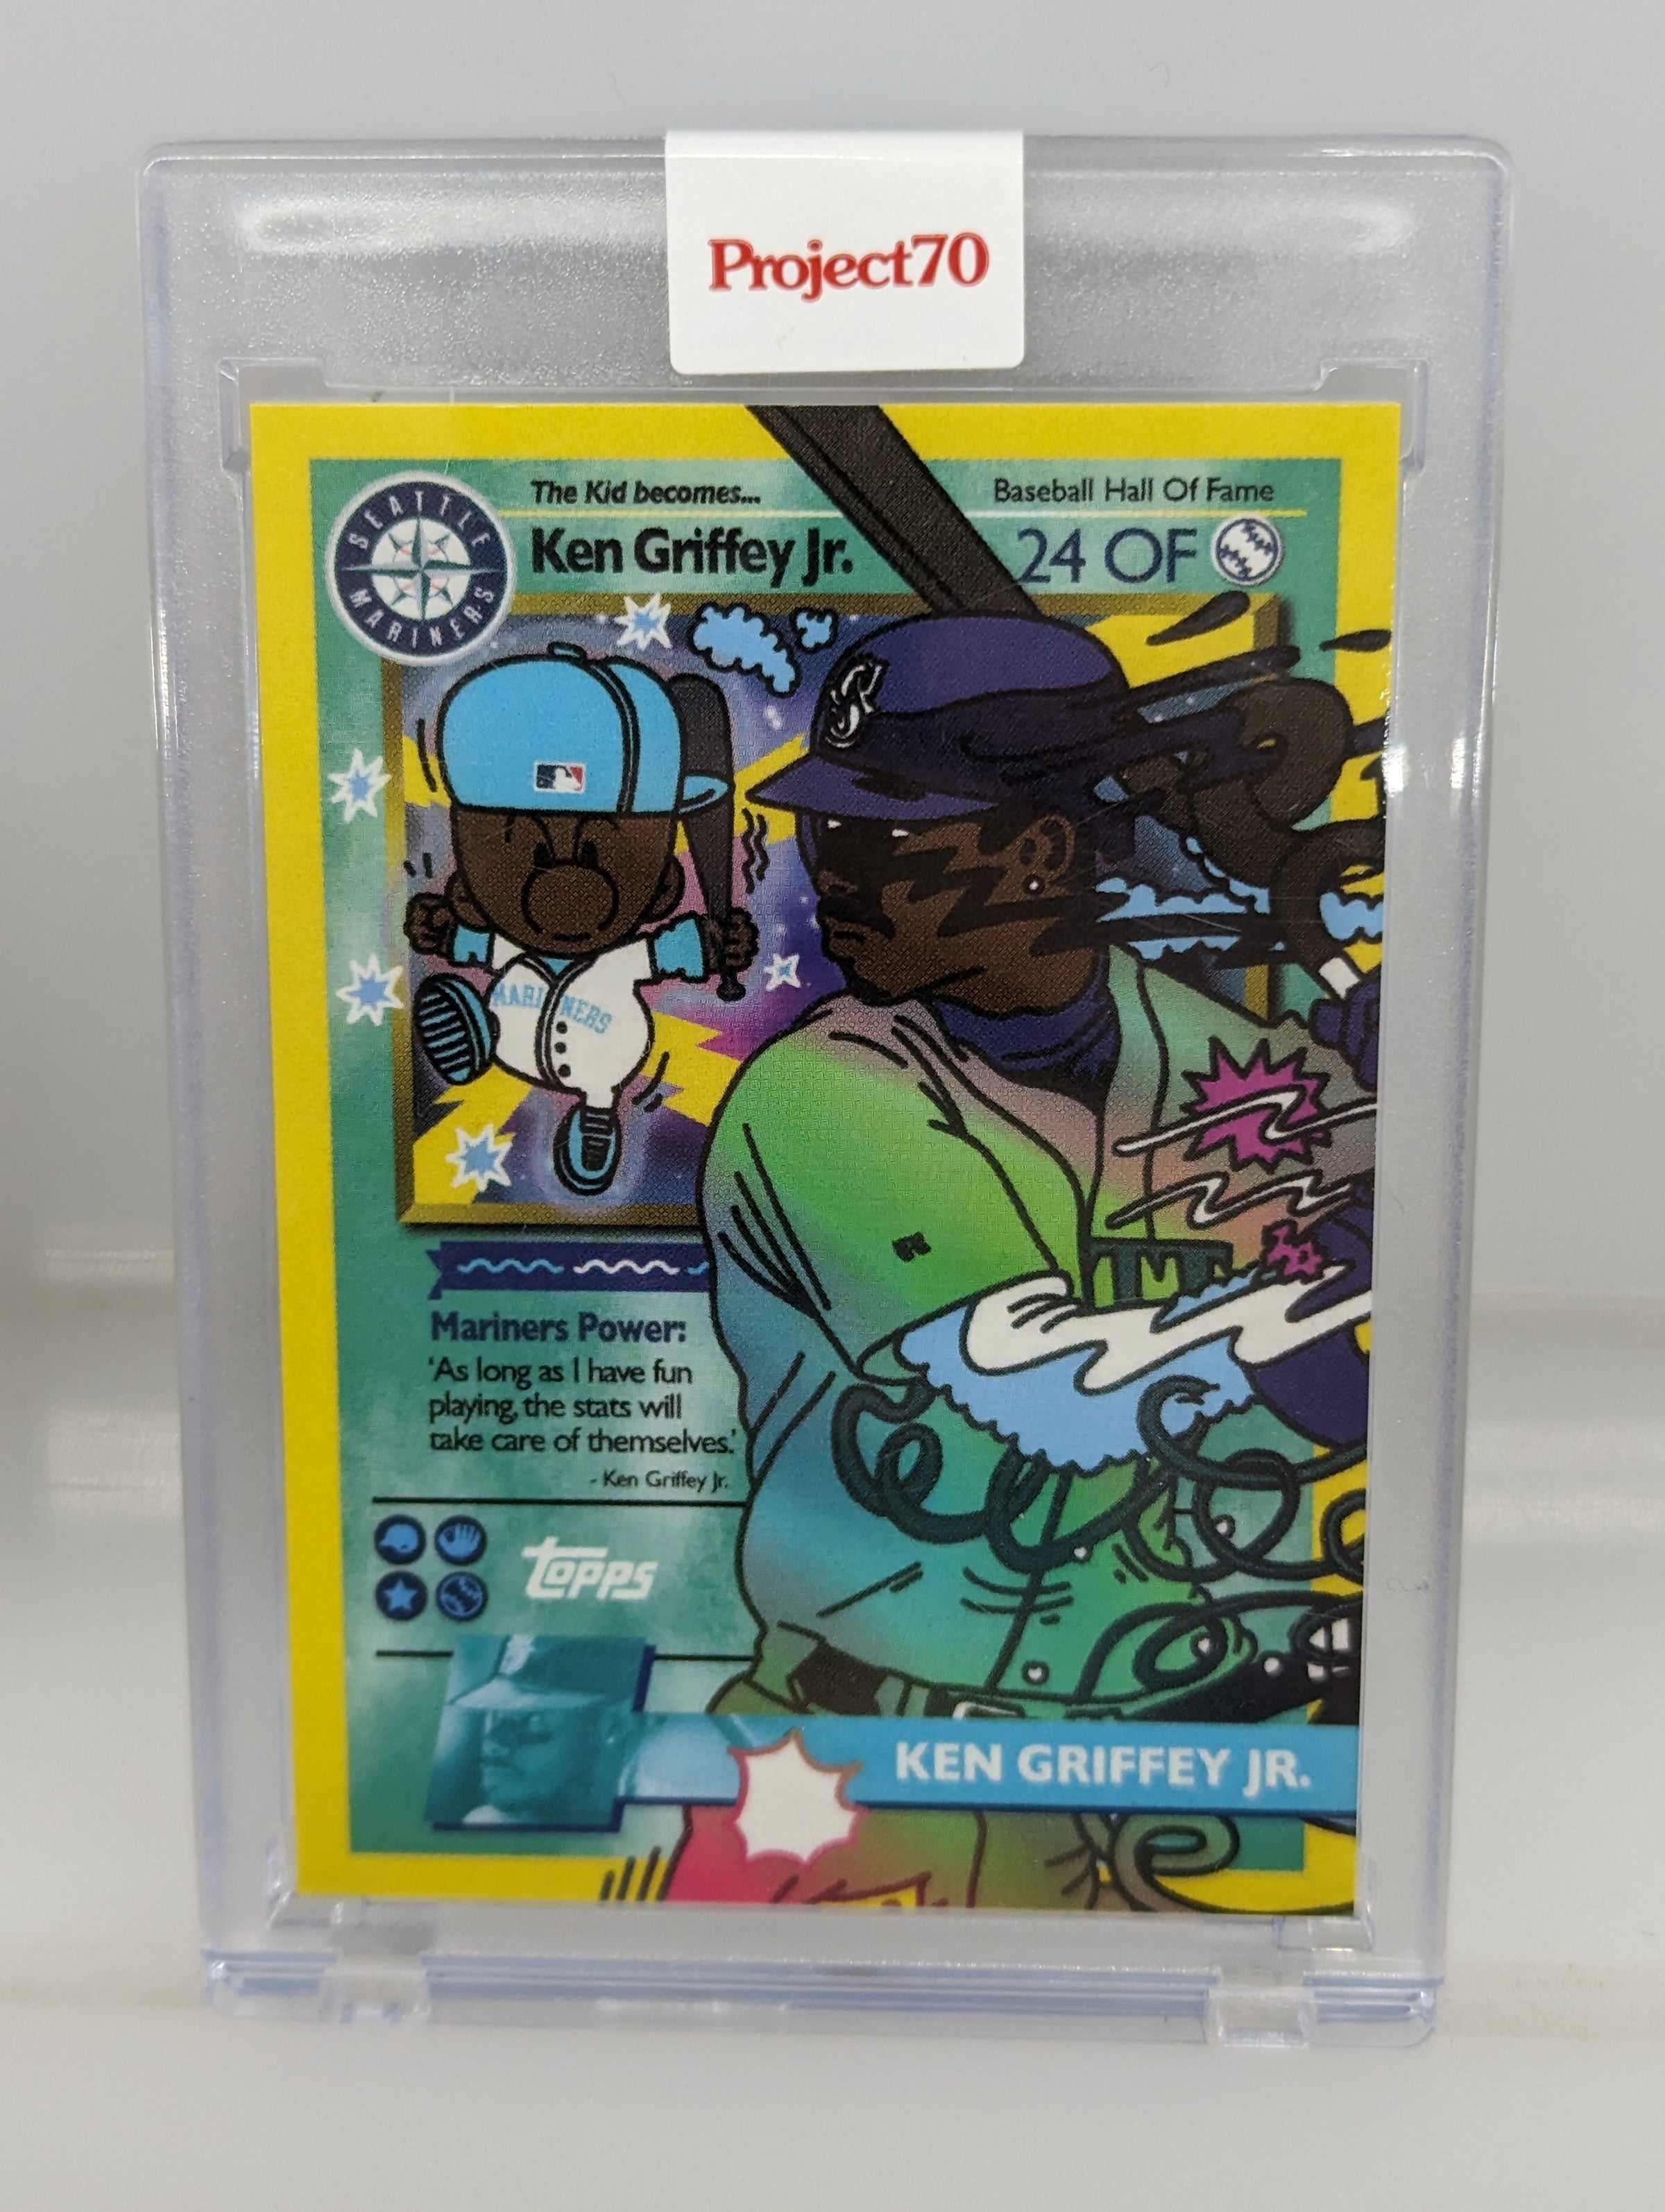 Project70
The Kid becomes...
Ken Griffey Jr.
Baseball Hall Of Fame
24 OF
SEATTLE
MARINERS
MARINERS
Mariners Power:
'As long as I have fun
playing, the stats will
take care of themselves.'
- Ken Griffey Jr.
topps
KEN GRIFFEY JR.